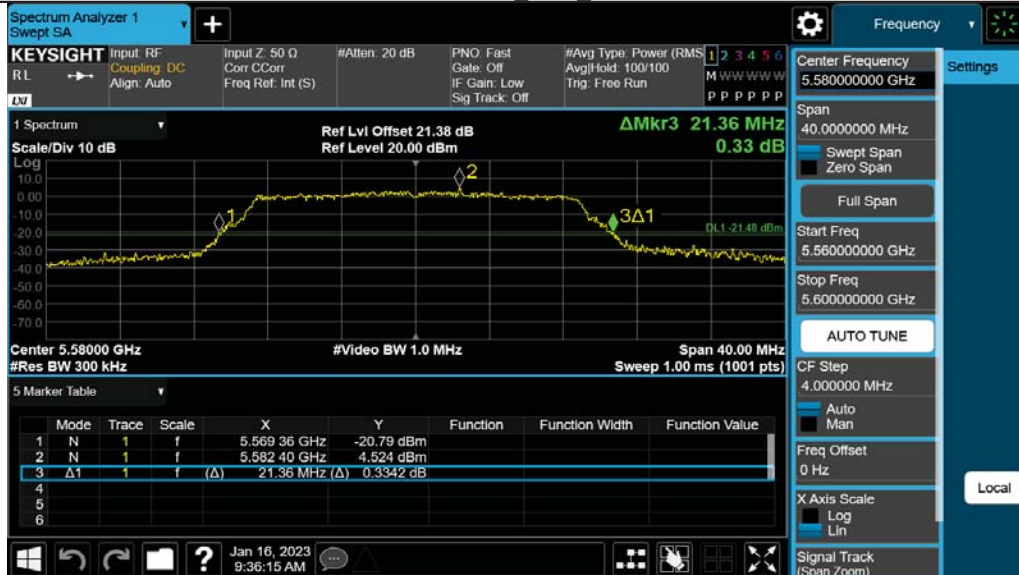 Spectrum Analyzer 1
Swept SA
+
Frequency
KEYSIGHT
RL
LXI
Input: RF
Coupling: DC
Align: Auto
Input Z: 50 Ω
Corr CCorr
Freq Ref: Int (S)
#Atten: 20 dB
PNO: Fast
Gate: Off
IF Gain: Low
Sig Track: Off
#Avg Type: Power (RMS
Avg|Hold: 100/100
Trig: Free Run
1 2 3 4 5 6
M W W W W W
P P P P P P
1 Spectrum
Scale/Div 10 dB
Ref Lvl Offset 21.38 dB
Ref Level 20.00 dBm
ΔMkr3 21.36 MHz
0.33 dB
Log
10.0
0.00
-10.0
-20.0
-30.0
-40.0
-50.0
-60.0
-70.0
1
2
3Δ1
DL1 -21.48 dBm
Center 5.58000 GHz
#Video BW 1.0 MHz
Span 40.00 MHz
#Res BW 300 kHz
Sweep 1.00 ms (1001 pts)
5 Marker Table
Mode Trace Scale X Y Function Function Width Function Value
1 N 1 f 5.569 36 GHz -20.79 dBm
2 N 1 f 5.582 40 GHz 4.524 dBm
3 Δ1 1 f (Δ) 21.36 MHz (Δ) 0.3342 dB
4
5
6
?
Jan 16, 2023
9:36:15 AM
Center Frequency
5.580000000 GHz
Span
40.0000000 MHz
Swept Span
Zero Span
Full Span
Start Freq
5.560000000 GHz
Stop Freq
5.600000000 GHz
AUTO TUNE
CF Step
4.000000 MHz
Auto
Man
Freq Offset
0 Hz
X Axis Scale
Log
Lin
Signal Track
(Span Zoom)
Settings
Local